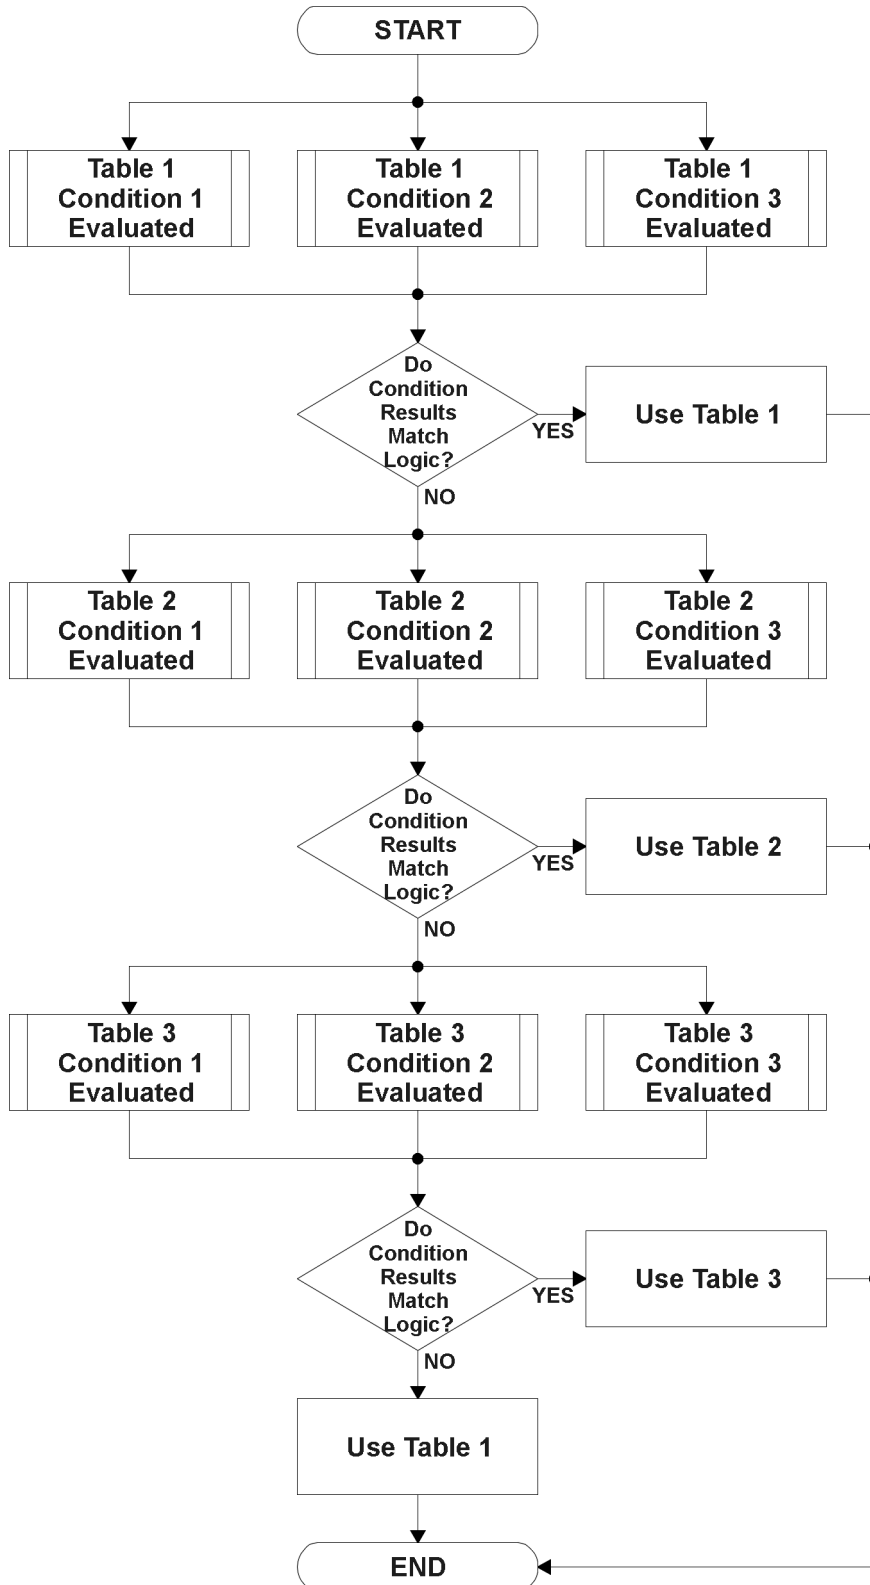 START
Table 1
Condition 1
Evaluated
Table 1
Condition 2
Evaluated
Table 1
Condition 3
Evaluated
Do
Condition
Results
Match
Logic?
YES
Use Table 1
NO
Table 2
Condition 1
Evaluated
Table 2
Condition 2
Evaluated
Table 2
Condition 3
Evaluated
Do
Condition
Results
Match
Logic?
YES
Use Table 2
NO
Table 3
Condition 1
Evaluated
Table 3
Condition 2
Evaluated
Table 3
Condition 3
Evaluated
Do
Condition
Results
Match
Logic?
YES
Use Table 3
NO
Use Table 1
END